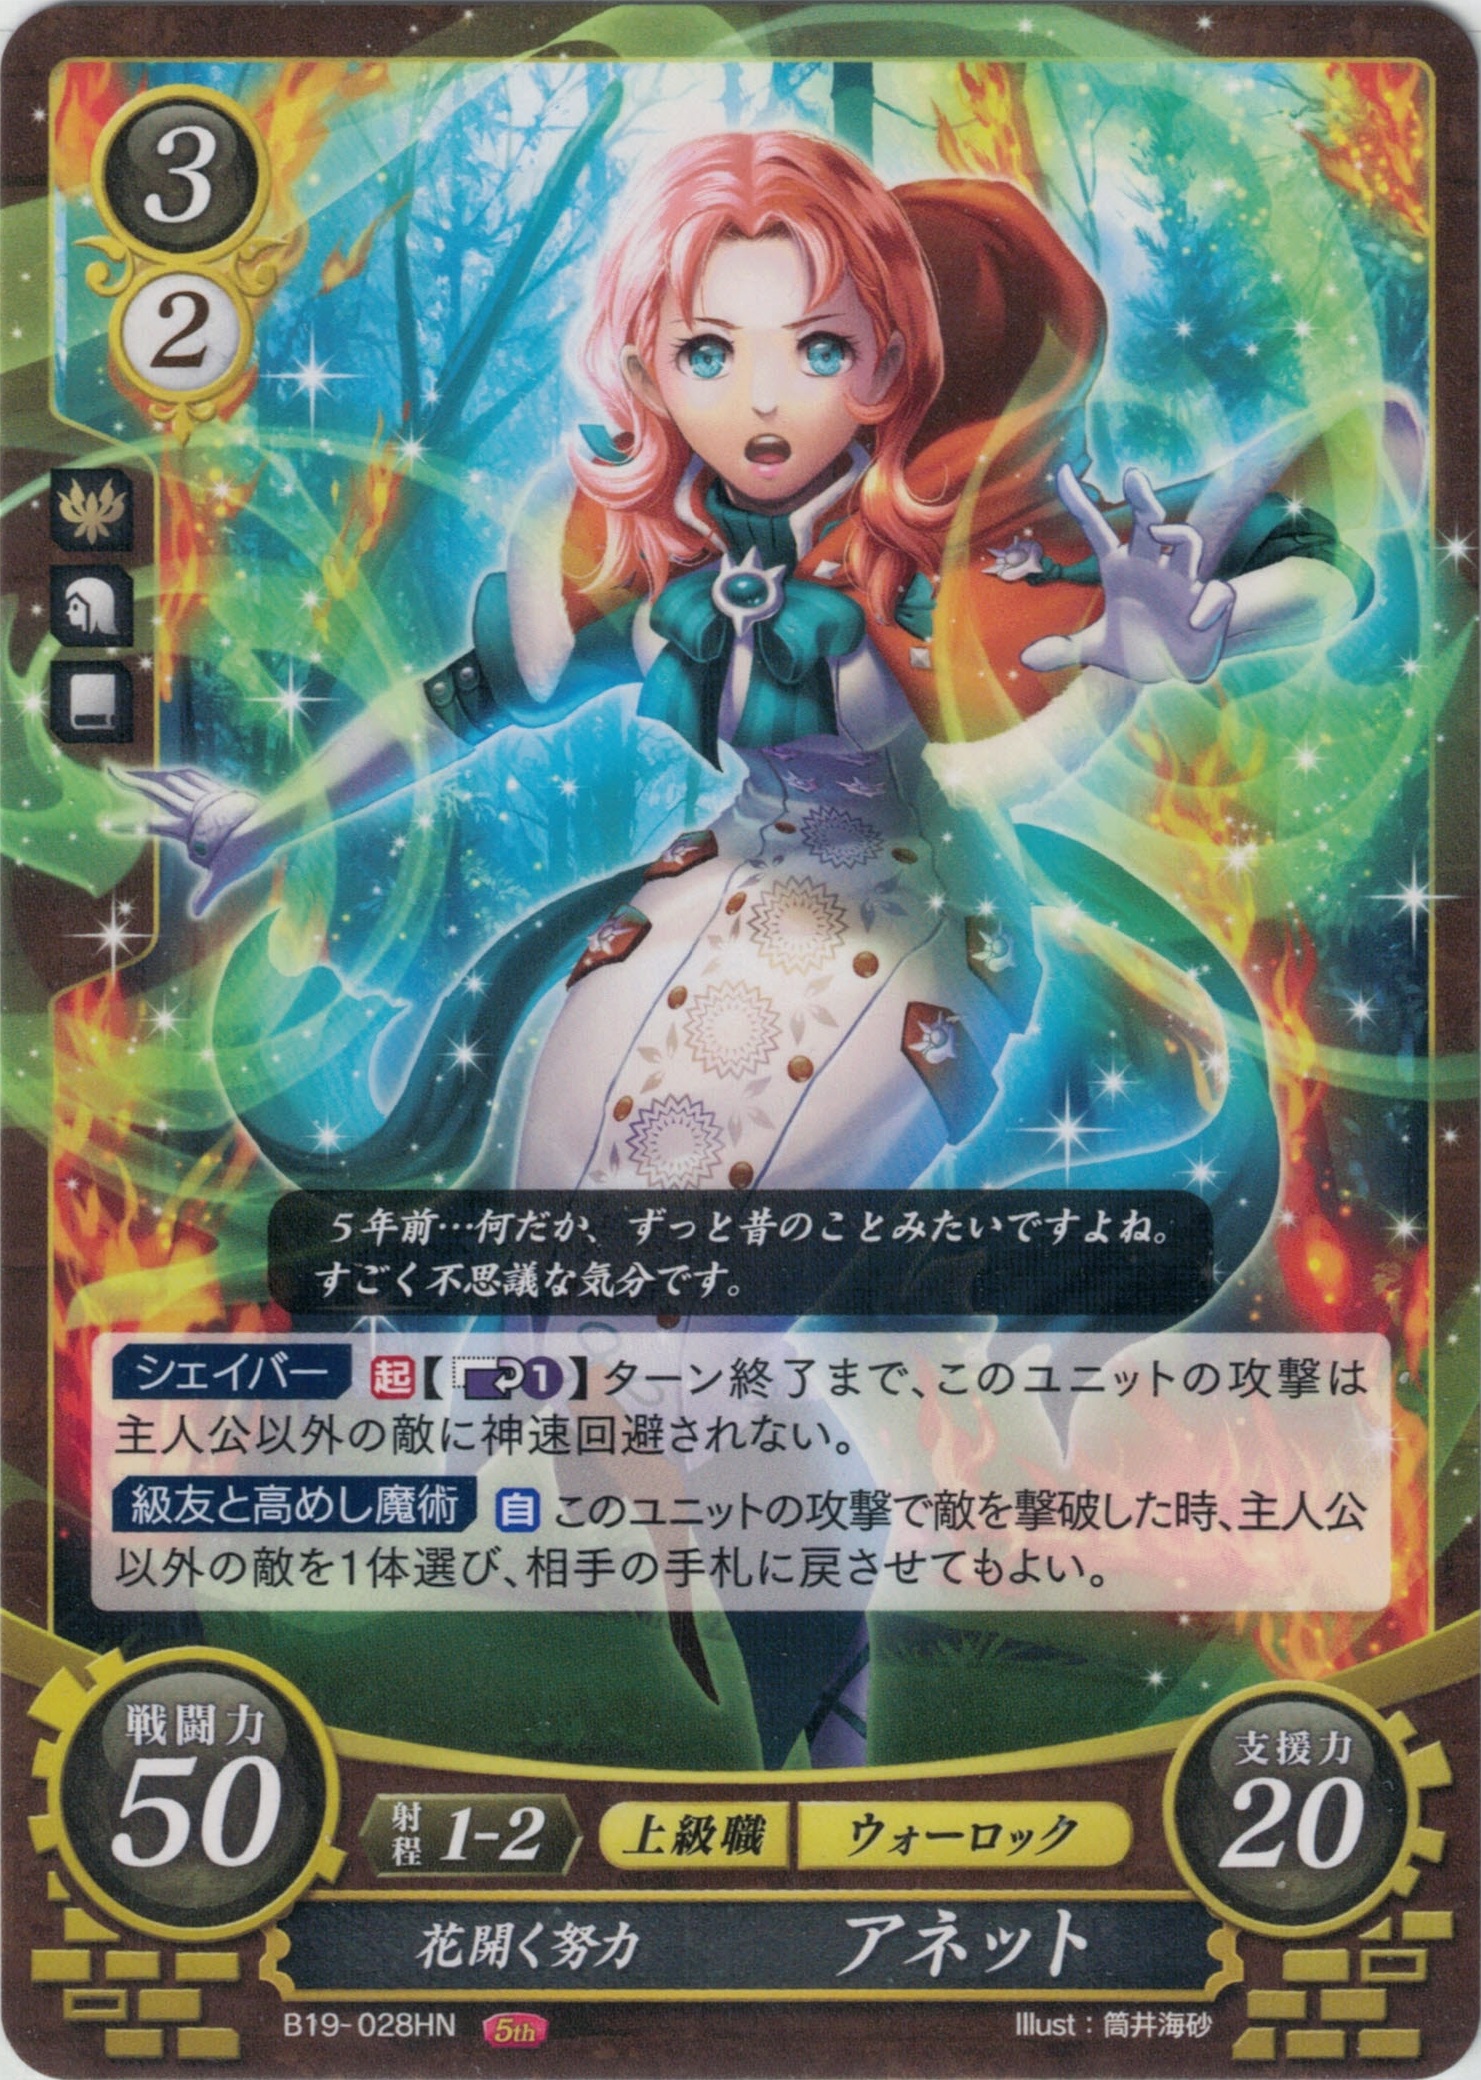 3
2
5年前…何だか、ずっと昔のことみたいですよね。
すごく不思議な気分です。
シェイバー 起【1】ターン終了まで、このユニットの攻撃は
主人公以外の敵に神速回避されない。
級友と高めし魔術 自 このユニットの攻撃で敵を撃破した時、主人公
以外の敵を1体選び、相手の手札に戻させてもよい。
戦闘力
50
射程 1-2
上級職 ウォーロック
支援力
20
花開く努力 アネット
B19-028HN 5th Illust：筒井海砂